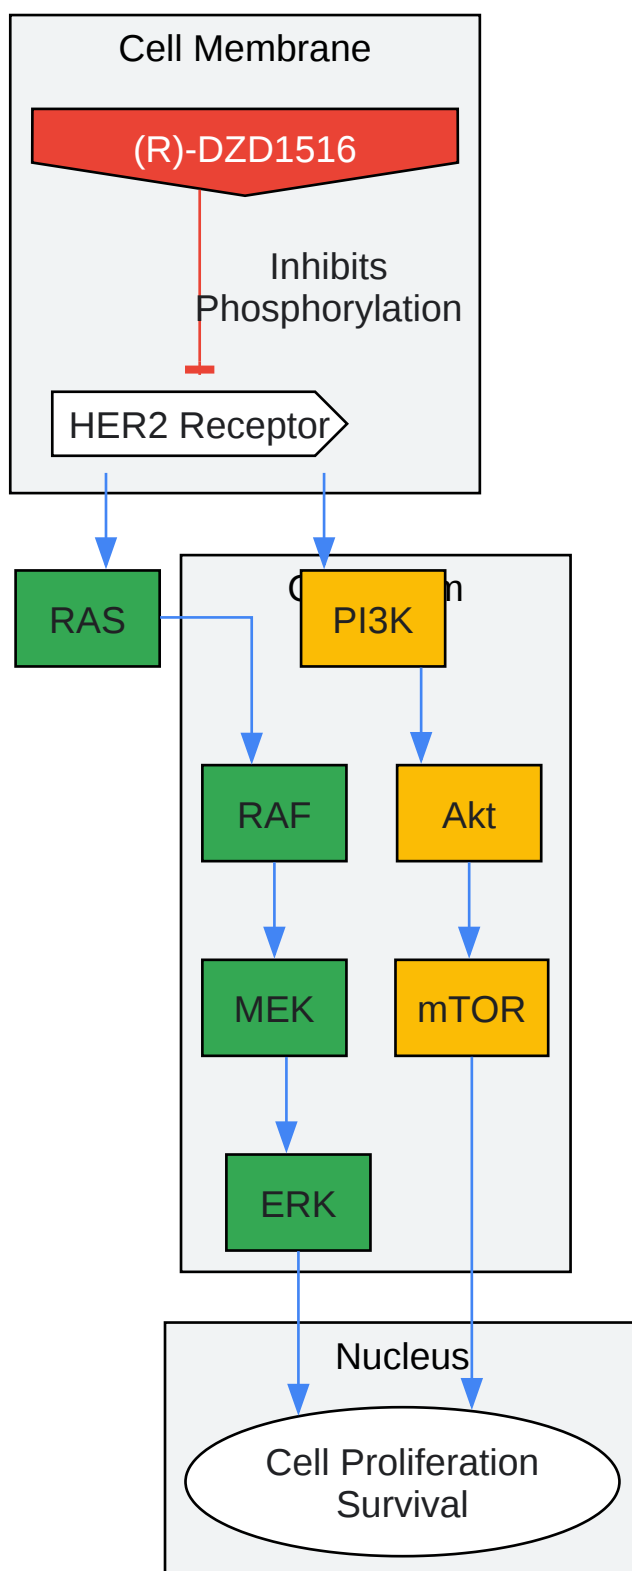 Cell Membrane
(R)-DZD1516
Inhibits
Phosphorylation
HER2 Receptor
RAS
PI3K
RAF
Akt
MEK
mTOR
ERK
Nucleus
Cell Proliferation
Survival